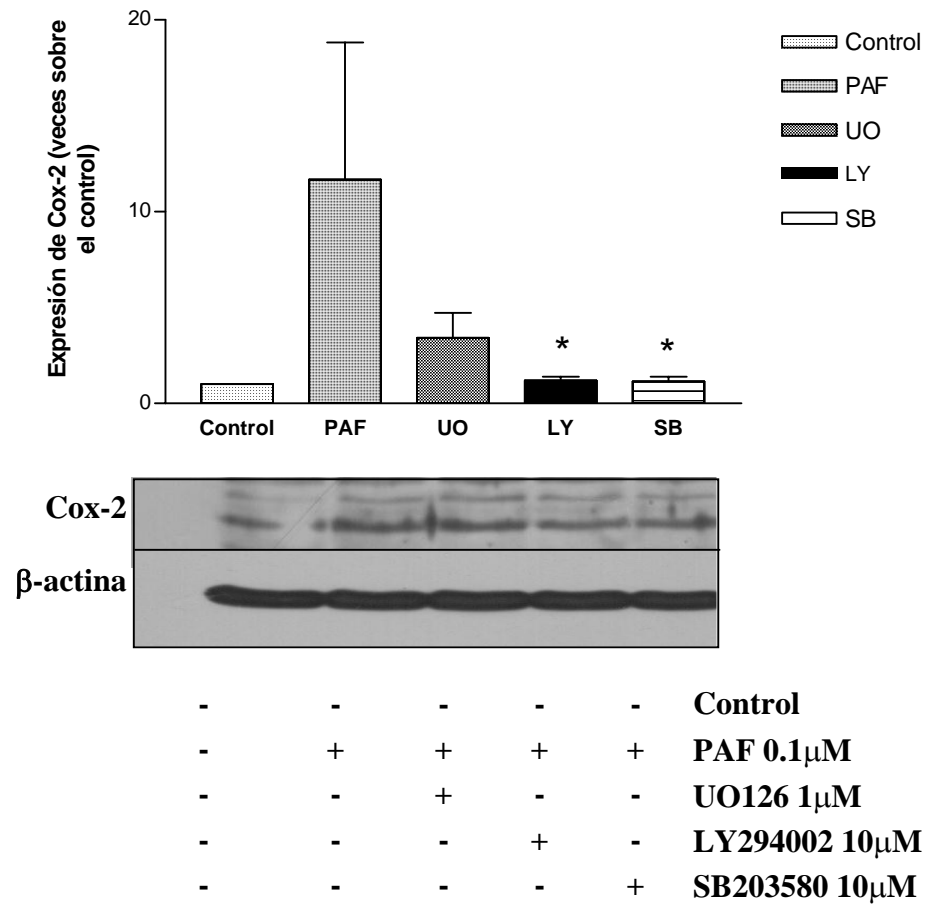 20
10
0
Expresión de Cox-2 (veces sobre
el control)
* *
Control PAF UO LY SB
Control
PAF
UO
LY
SB
Cox-2
β-actina
- - - - - Control
- + + + + PAF 0.1μM
- - + - - UO126 1μM
- - - + - LY294002 10μM
- - - - + SB203580 10μM